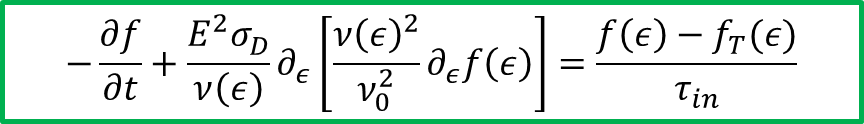 −∂f/∂t + E²σ_D/ν(ϵ) ∂_ϵ [ν(ϵ)²/ν₀² ∂_ϵ f(ϵ)] = f(ϵ) − f_T(ϵ)/τ_in